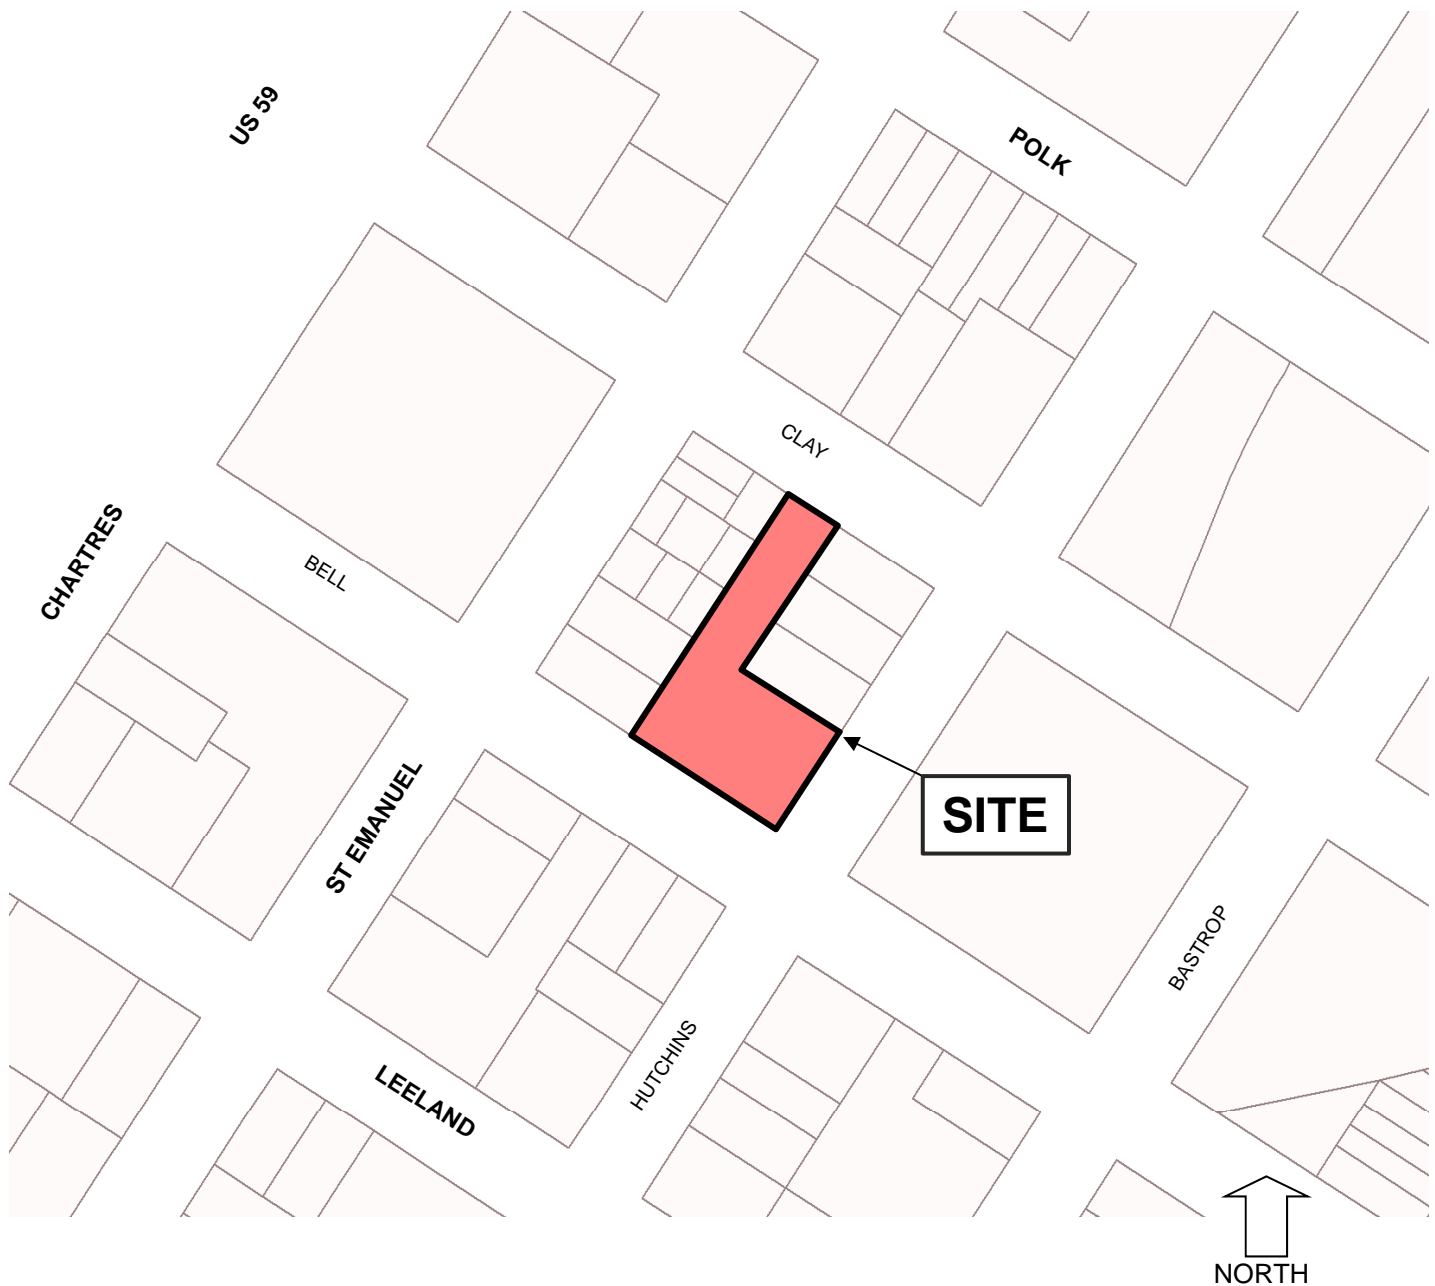 US 59
POLK
CLAY
CHARTRES
BELL
ST EMANUEL
SITE
BASTROP
HUTCHINS
LEELAND
NORTH